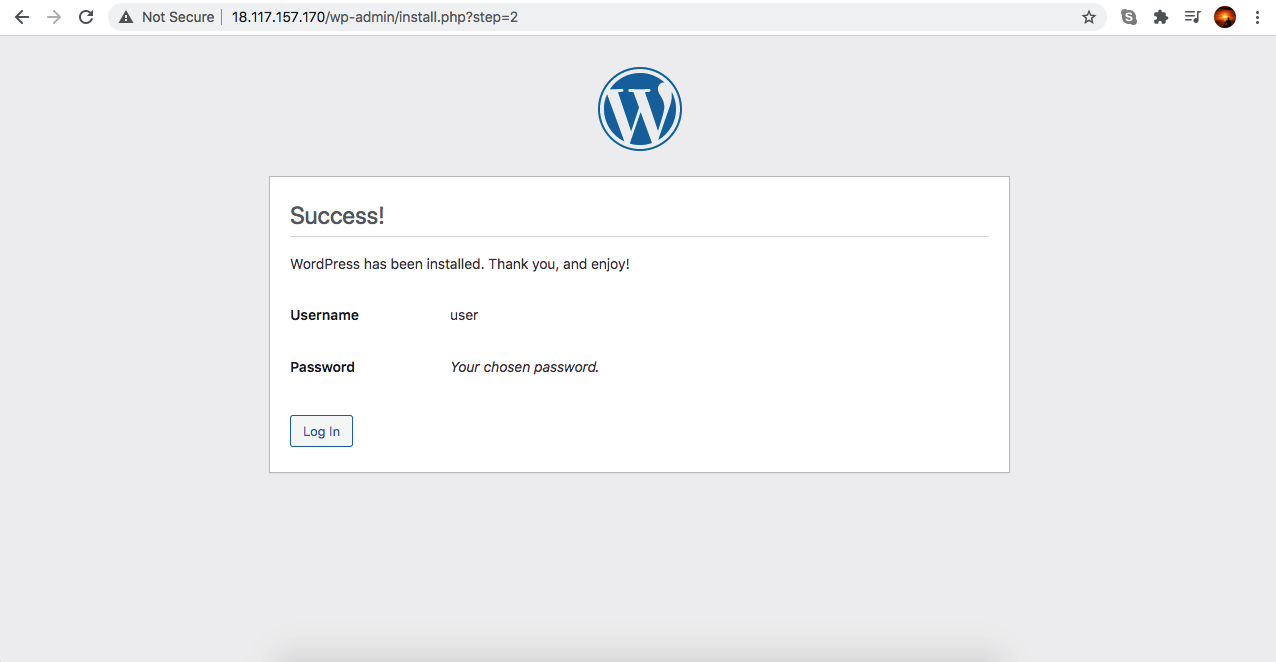 Not Secure | 18.117.157.170/wp-admin/install.php?step=2
W
Success!
WordPress has been installed. Thank you, and enjoy!
Username user
Password Your chosen password.
Log In